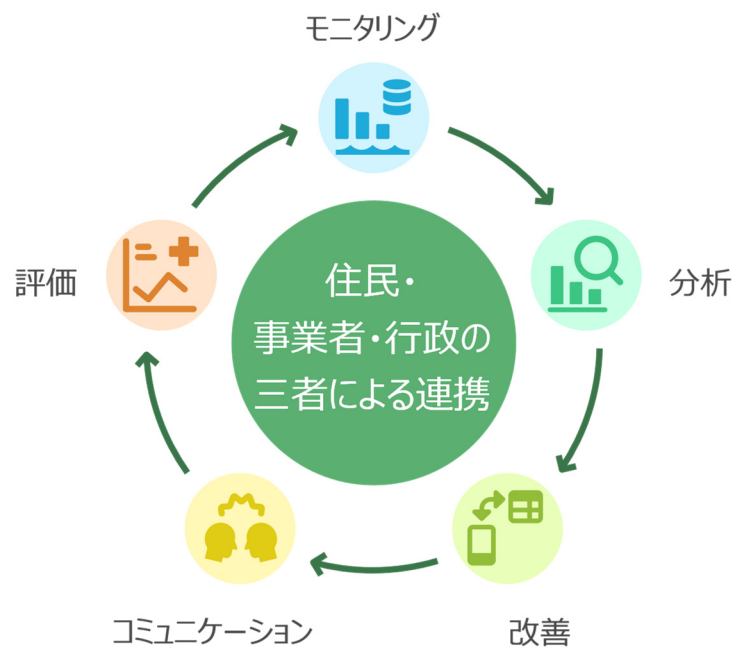 モニタリング
評価
分析
住民・
事業者・行政の
三者による連携
コミュニケーション
改善